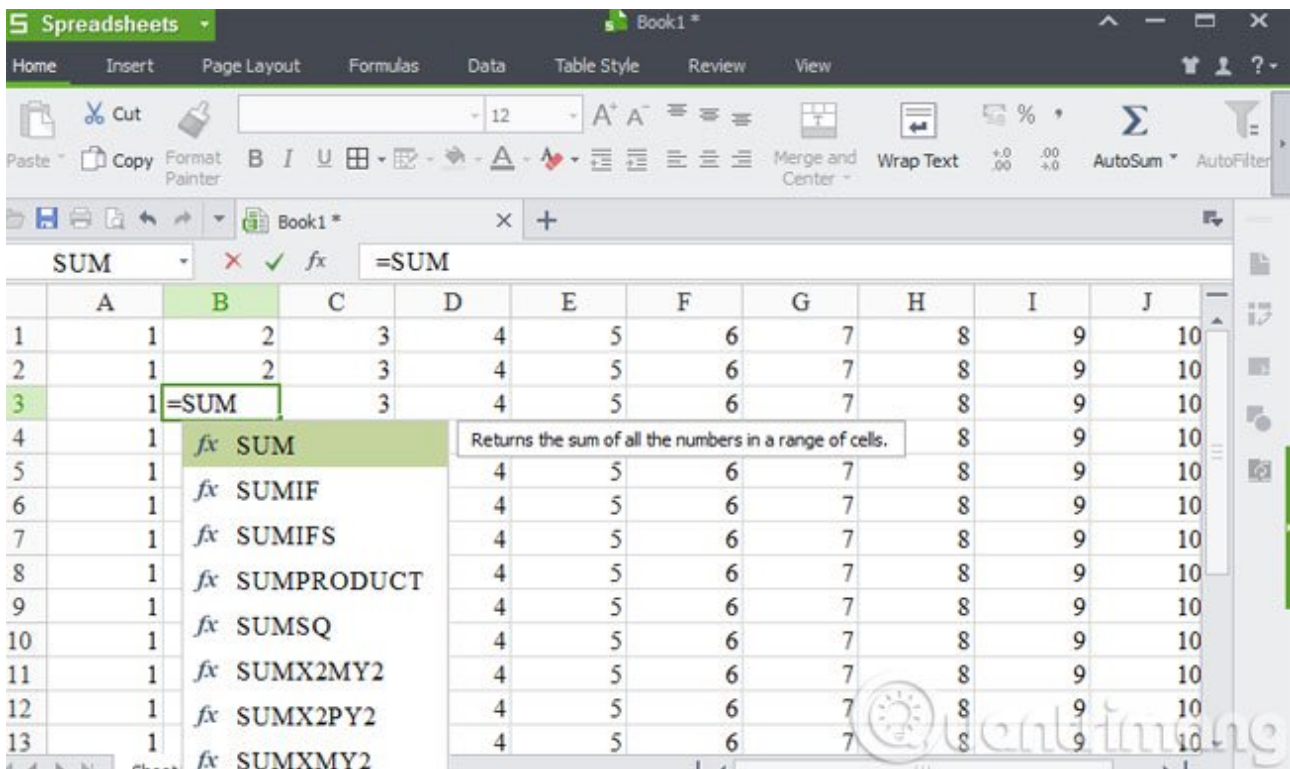 S Spreadsheets
Book1 *
Home Insert Page Layout Formulas Data Table Style Review View ?
Cut 12 A+ A- % , Σ
Paste Copy Format Painter B I U A Merge and Center Wrap Text +.0 .00 .00 +.0 AutoSum AutoFilter
Book1 * × +
SUM fx =SUM
A B C D E F G H I J
1 1 2 3 4 5 6 7 8 9 10
2 1 2 3 4 5 6 7 8 9 10
3 1 =SUM 3 4 5 6 7 8 9 10
4 1 fx SUM Returns the sum of all the numbers in a range of cells. 8 9 10
5 1 4 5 6 7 8 9 10
fx SUMIF
6 1 4 5 6 7 8 9 10
7 1 fx SUMIFS 4 5 6 7 8 9 10
8 1 fx SUMPRODUCT 4 5 6 7 8 9 10
9 1 4 5 6 7 8 9 10
fx SUMSQ
10 1 4 5 6 7 8 9 10
11 1 fx SUMX2MY2 4 5 6 7 8 9 10
12 1 fx SUMX2PY2 4 5 6 7 8 9 10
13 1 4 5 6 7 8 9 10
fx SUMXMY2
Quantrimang